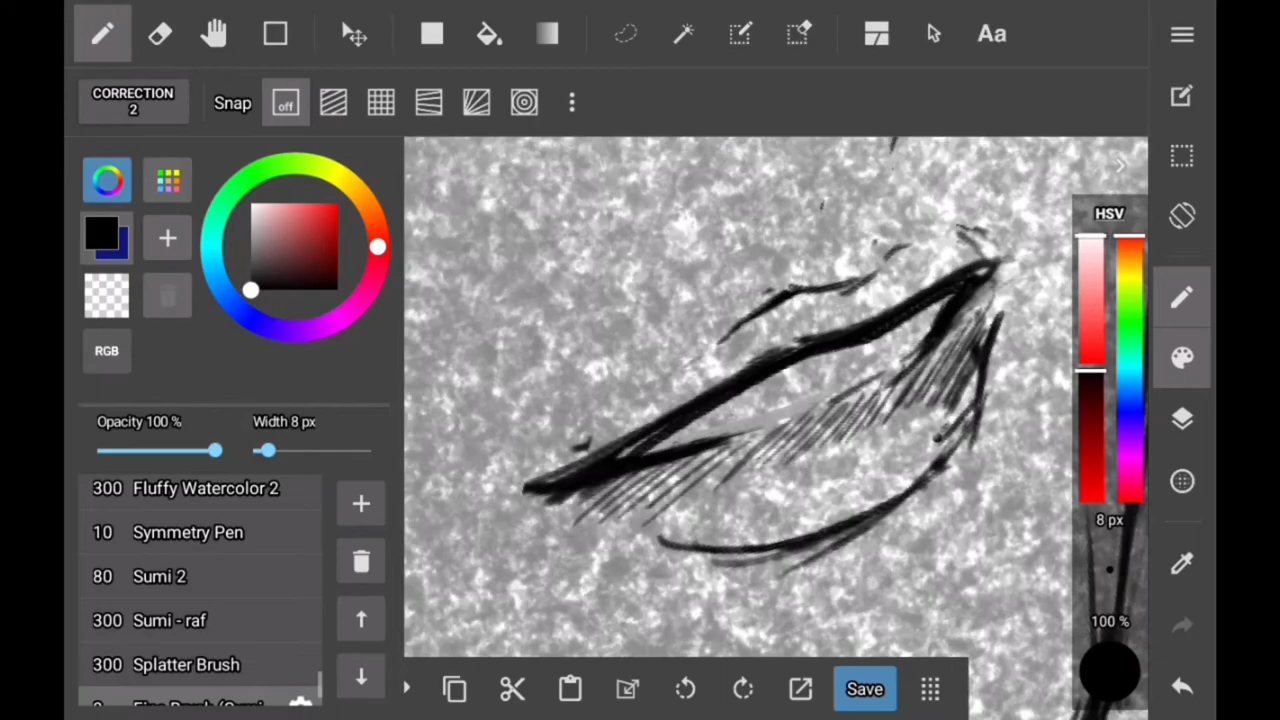 Aa
CORRECTION
2
Snap
off
HSV
RGB
Opacity 100 %
Width 8 px
300 Fluffy Watercolor 2
10 Symmetry Pen
80 Sumi 2
300 Sumi - raf
300 Splatter Brush
8 px
100 %
Save